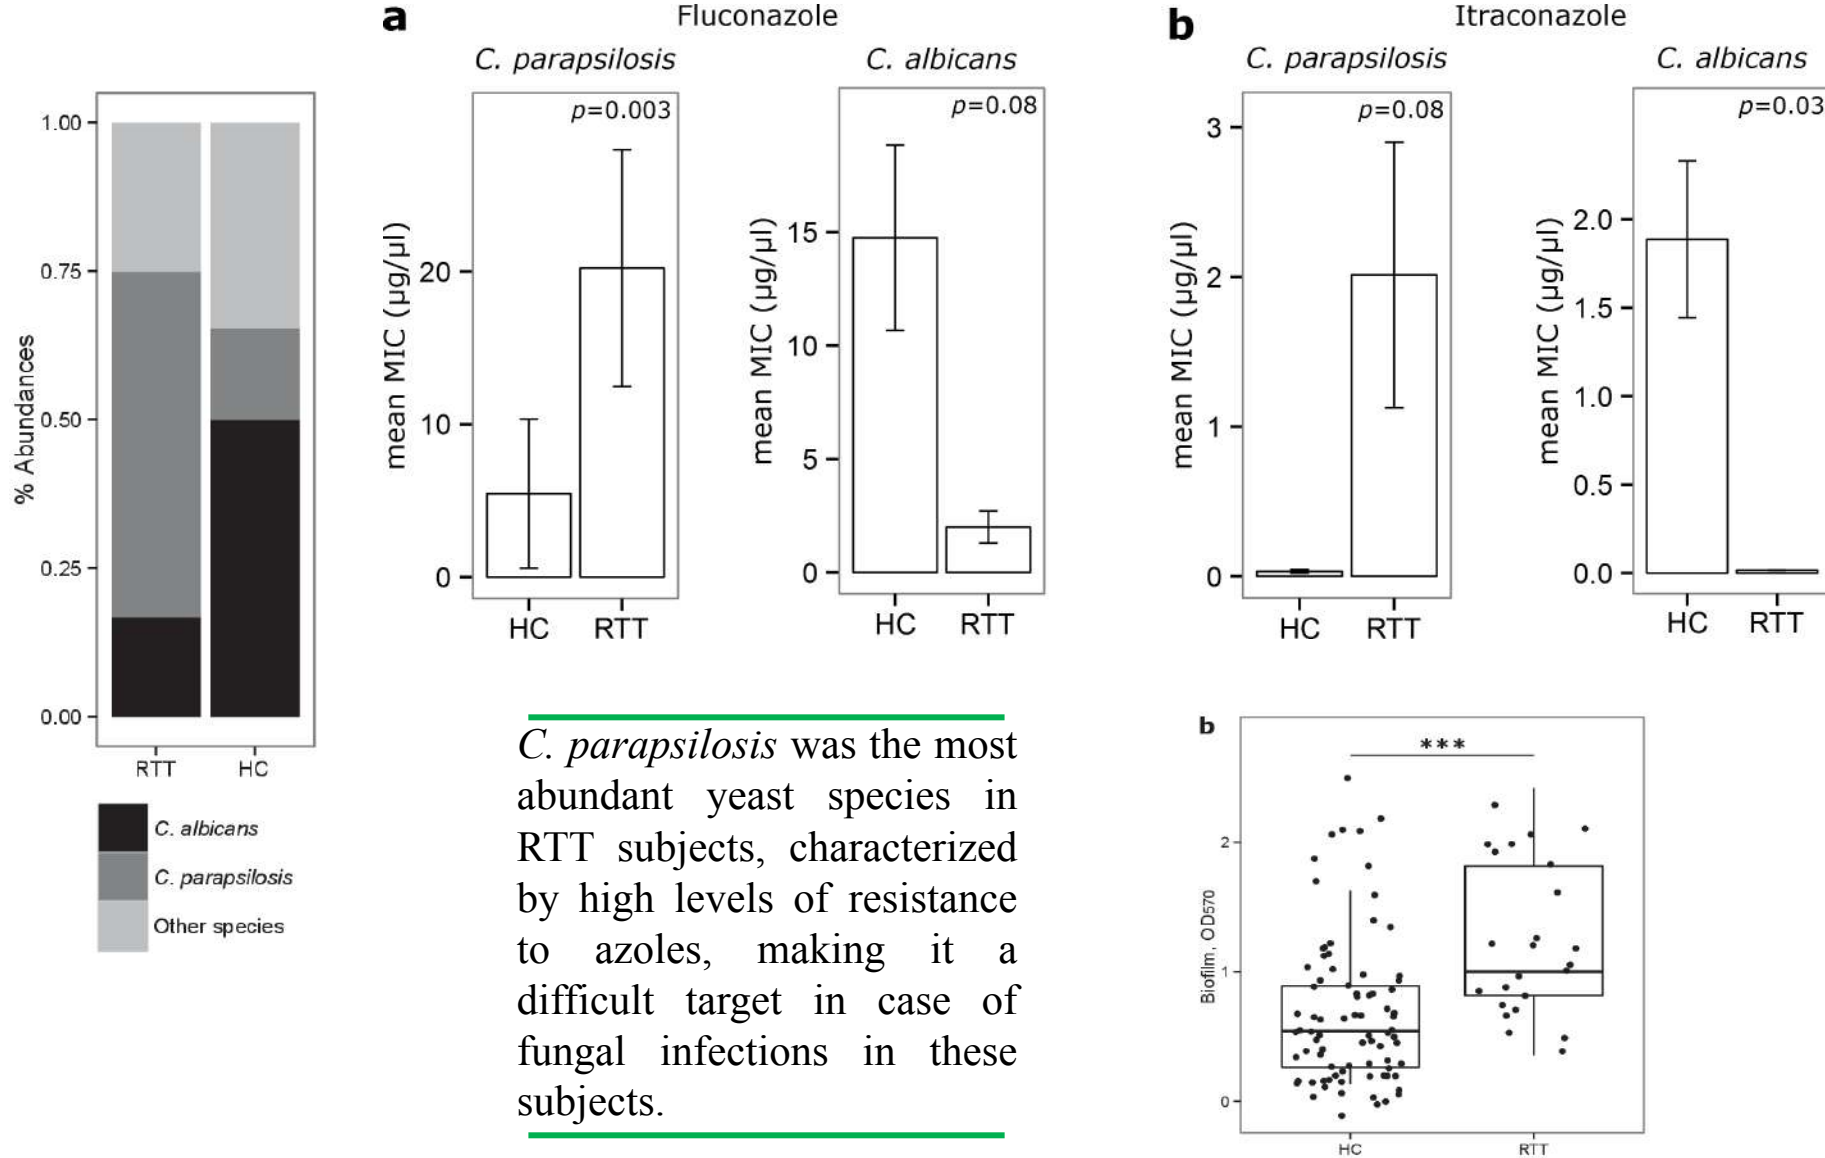 % Abundances
1.00
0.75
0.50
0.25
0.00
RTT HC
C. albicans
C. parapsilosis
Other species
a Fluconazole
C. parapsilosis
p=0.003
mean MIC (µg/µl)
20
10
0
HC RTT
C. albicans
p=0.08
mean MIC (µg/µl)
15
10
5
0
HC RTT
b Itraconazole
C. parapsilosis
p=0.08
mean MIC (µg/µl)
3
2
1
0
HC RTT
C. albicans
p=0.03
mean MIC (µg/µl)
2.0
1.5
1.0
0.5
0.0
HC RTT
C. parapsilosis was the most
abundant yeast species in
RTT subjects, characterized
by high levels of resistance
to azoles, making it a
difficult target in case of
fungal infections in these
subjects.
b
***
Biofilm, OD570
2
1
0
HC RTT